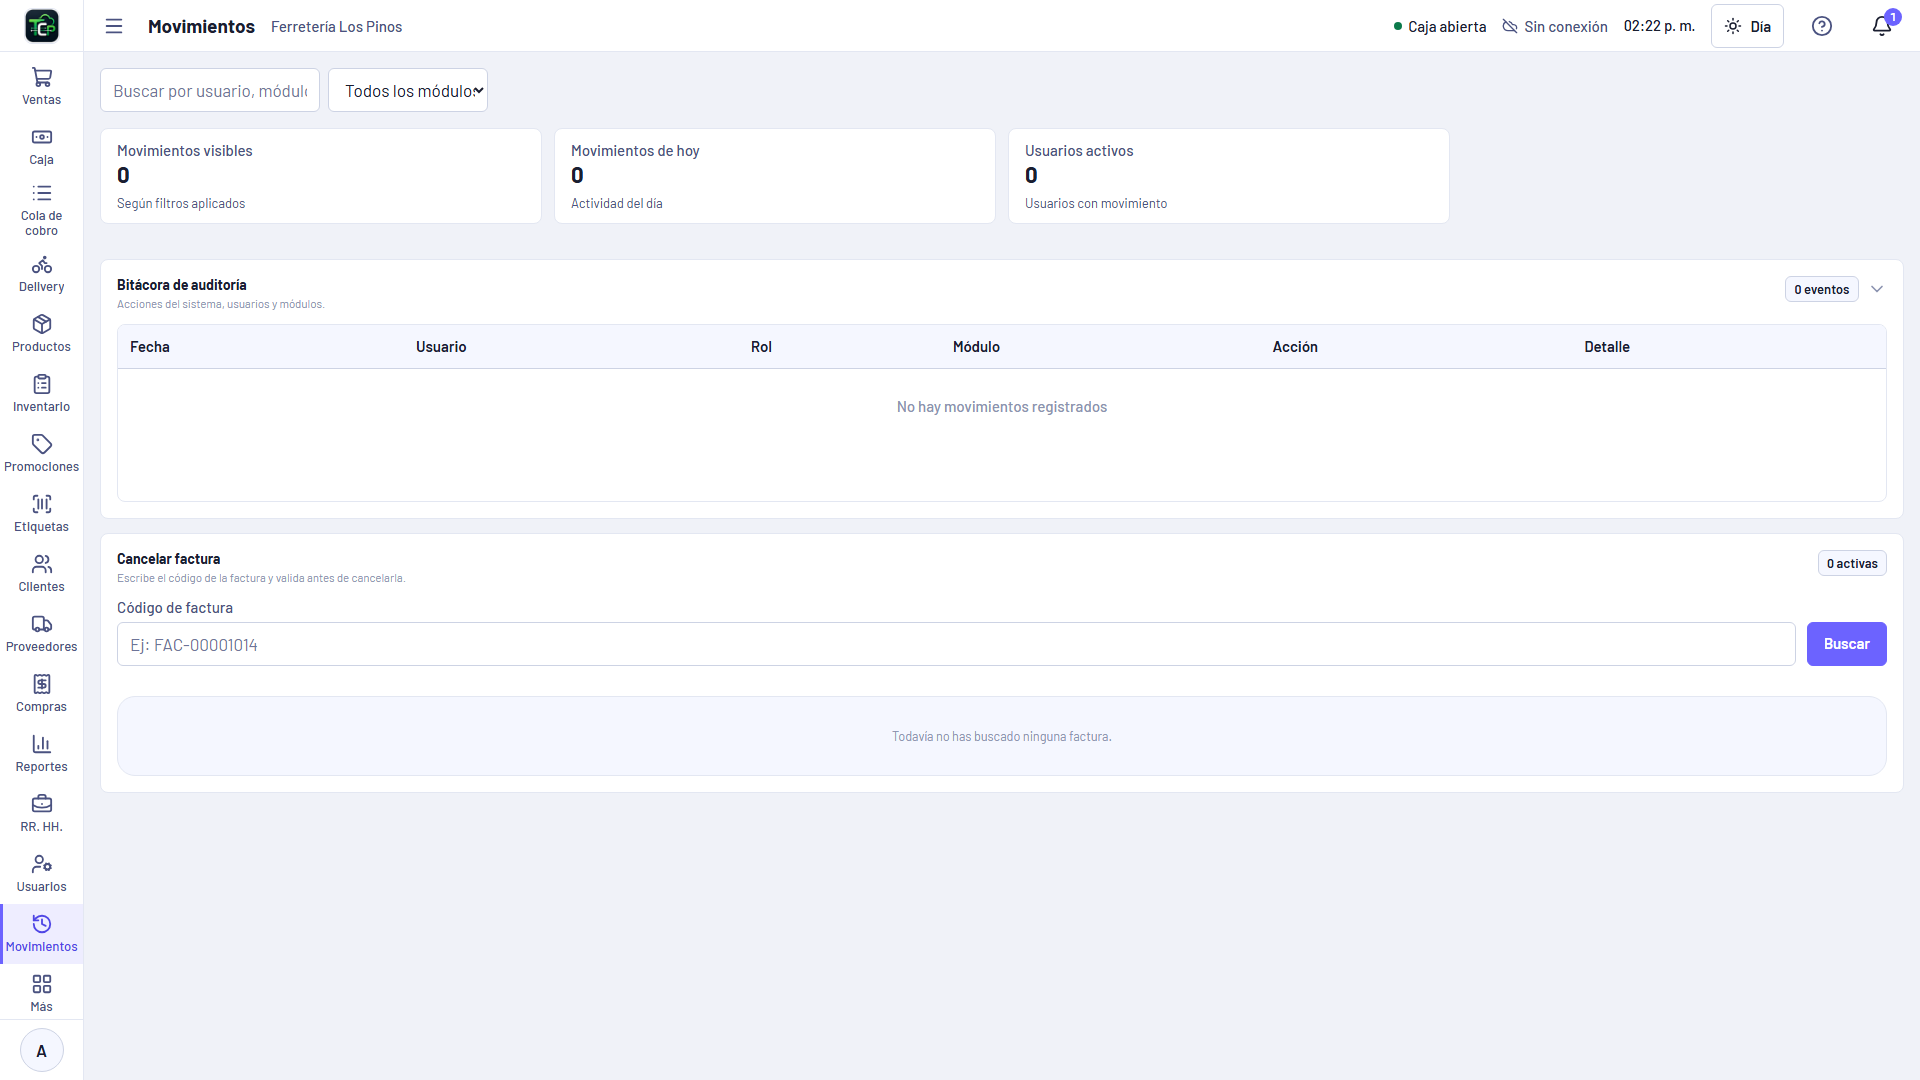 TCP
Movimientos
Ferretería Los Pinos
Caja abierta
Sin conexión
02:22 p. m.
Día
1
Ventas
Caja
Cola de
cobro
Delivery
Productos
Inventario
Promociones
Etiquetas
Clientes
Proveedores
Compras
Reportes
RR. HH.
Usuarios
Movimientos
Más
A
Buscar por usuario, módulo
Todos los módulos
Movimientos visibles
0
Según filtros aplicados
Movimientos de hoy
0
Actividad del día
Usuarios activos
0
Usuarios con movimiento
Bitácora de auditoría
Acciones del sistema, usuarios y módulos.
0 eventos
Fecha Usuario Rol Módulo Acción Detalle
No hay movimientos registrados
Cancelar factura
Escribe el código de la factura y valida antes de cancelarla.
0 activas
Código de factura
Ej: FAC-00001014
Buscar
Todavía no has buscado ninguna factura.